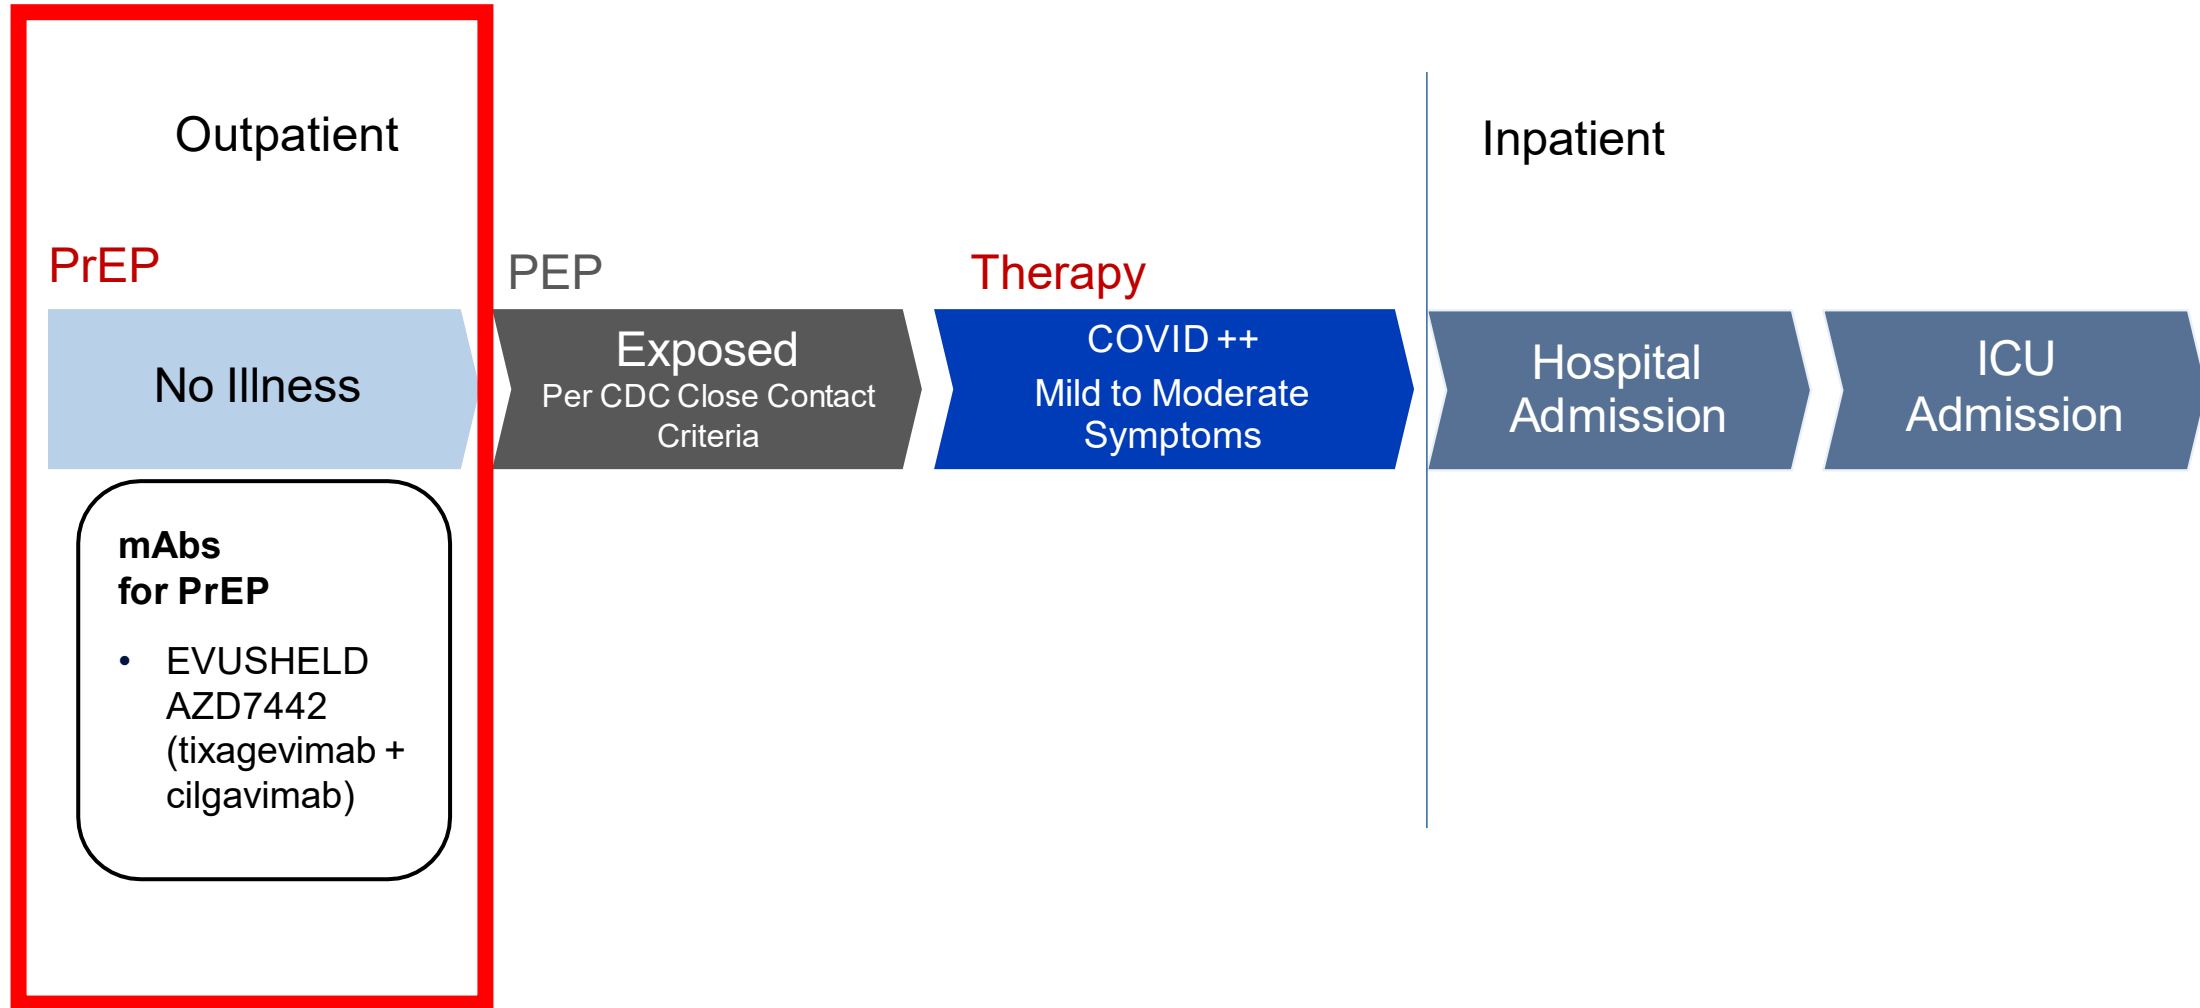 Outpatient
Inpatient
PrEP
PEP
Therapy
No Illness
Exposed
Per CDC Close Contact
Criteria
COVID ++
Mild to Moderate
Symptoms
Hospital
Admission
ICU
Admission
mAbs
for PrEP
• EVUSHELD
AZD7442
(tixagevimab +
cilgavimab)